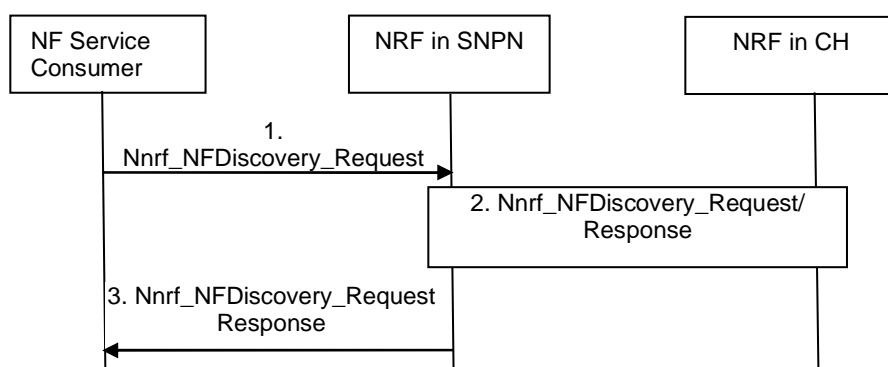 NF Service
Consumer
NRF in SNPN
NRF in CH
1.
Nnrf_NFDiscovery_Request
2. Nnrf_NFDiscovery_Request/
Response
3. Nnrf_NFDiscovery_Request
Response